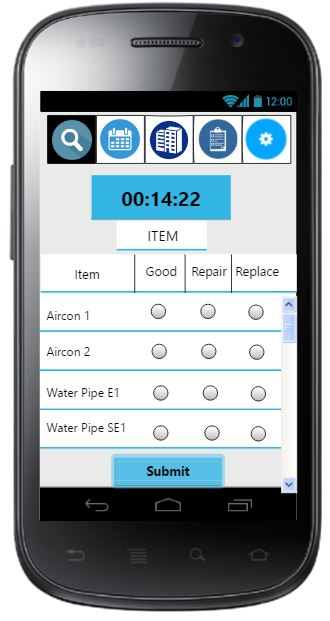 12:00
00:14:22
ITEM
Item Good Repair Replace
Aircon 1
Aircon 2
Water Pipe E1
Water Pipe SE1
Submit